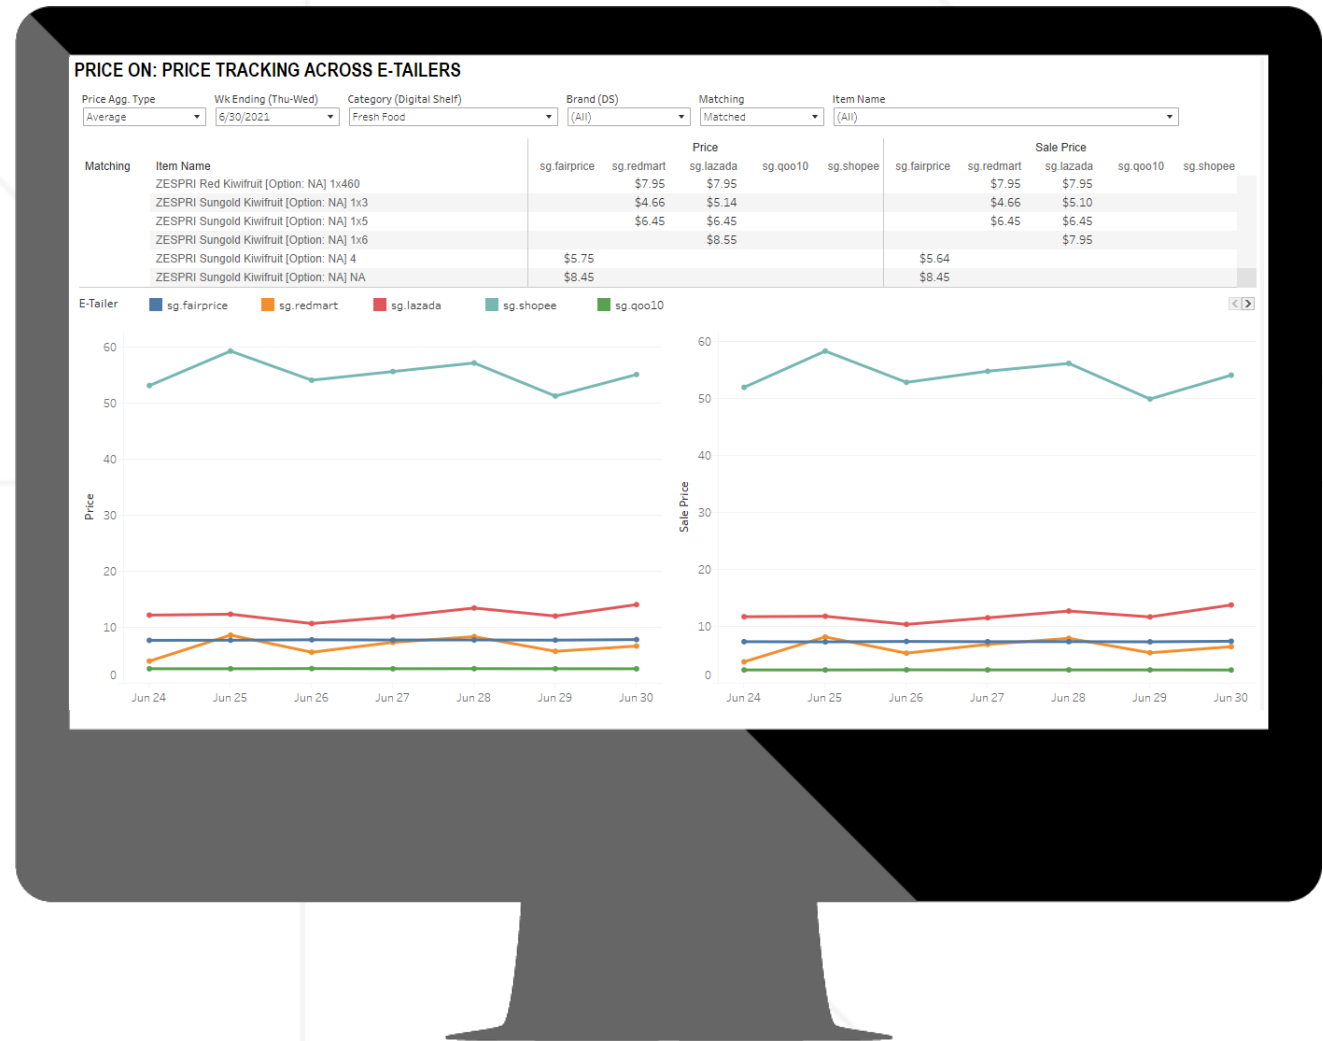 PRICE ON: PRICE TRACKING ACROSS E-TAILERS
Price Agg. Type Wk Ending (Thu-Wed) Category (Digital Shelf) Brand (DS) Matching Item Name
Average 6/30/2021 Fresh Food (All) Matched (All)
Price Sale Price
Matching Item Name sg.fairprice sg.redmart sg.lazada sg.qoo10 sg.shopee sg.fairprice sg.redmart sg.lazada sg.qoo10 sg.shopee
ZESPRI Red Kiwifruit [Option: NA] 1x460 $7.95 $7.95 $7.95 $7.95
ZESPRI Sungold Kiwifruit [Option: NA] 1x3 $4.66 $5.14 $4.66 $5.10
ZESPRI Sungold Kiwifruit [Option: NA] 1x5 $6.45 $6.45 $6.45 $6.45
ZESPRI Sungold Kiwifruit [Option: NA] 1x6 $8.55 $7.95
ZESPRI Sungold Kiwifruit [Option: NA] 4 $5.75 $5.64
ZESPRI Sungold Kiwifruit [Option: NA] NA $8.45 $8.45
E-Tailer sg.fairprice sg.redmart sg.lazada sg.shopee sg.qoo10
Price
60
50
40
30
20
10
0
Jun 24 Jun 25 Jun 26 Jun 27 Jun 28 Jun 29 Jun 30
Sale Price
60
50
40
30
20
10
0
Jun 24 Jun 25 Jun 26 Jun 27 Jun 28 Jun 29 Jun 30